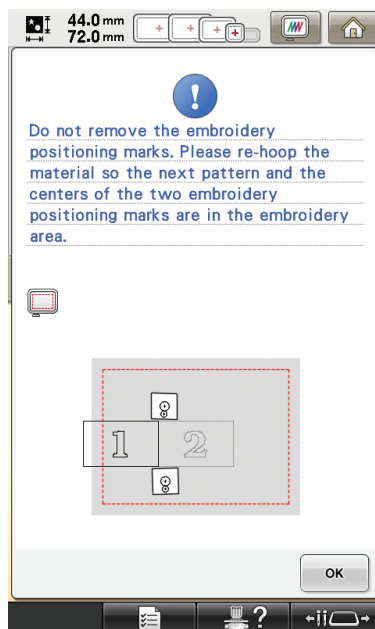 44.0 mm
72.0 mm
Do not remove the embroidery
positioning marks. Please re-hoop the
material so the next pattern and the
centers of the two embroidery
positioning marks are in the embroidery
area.
1 2
OK
?